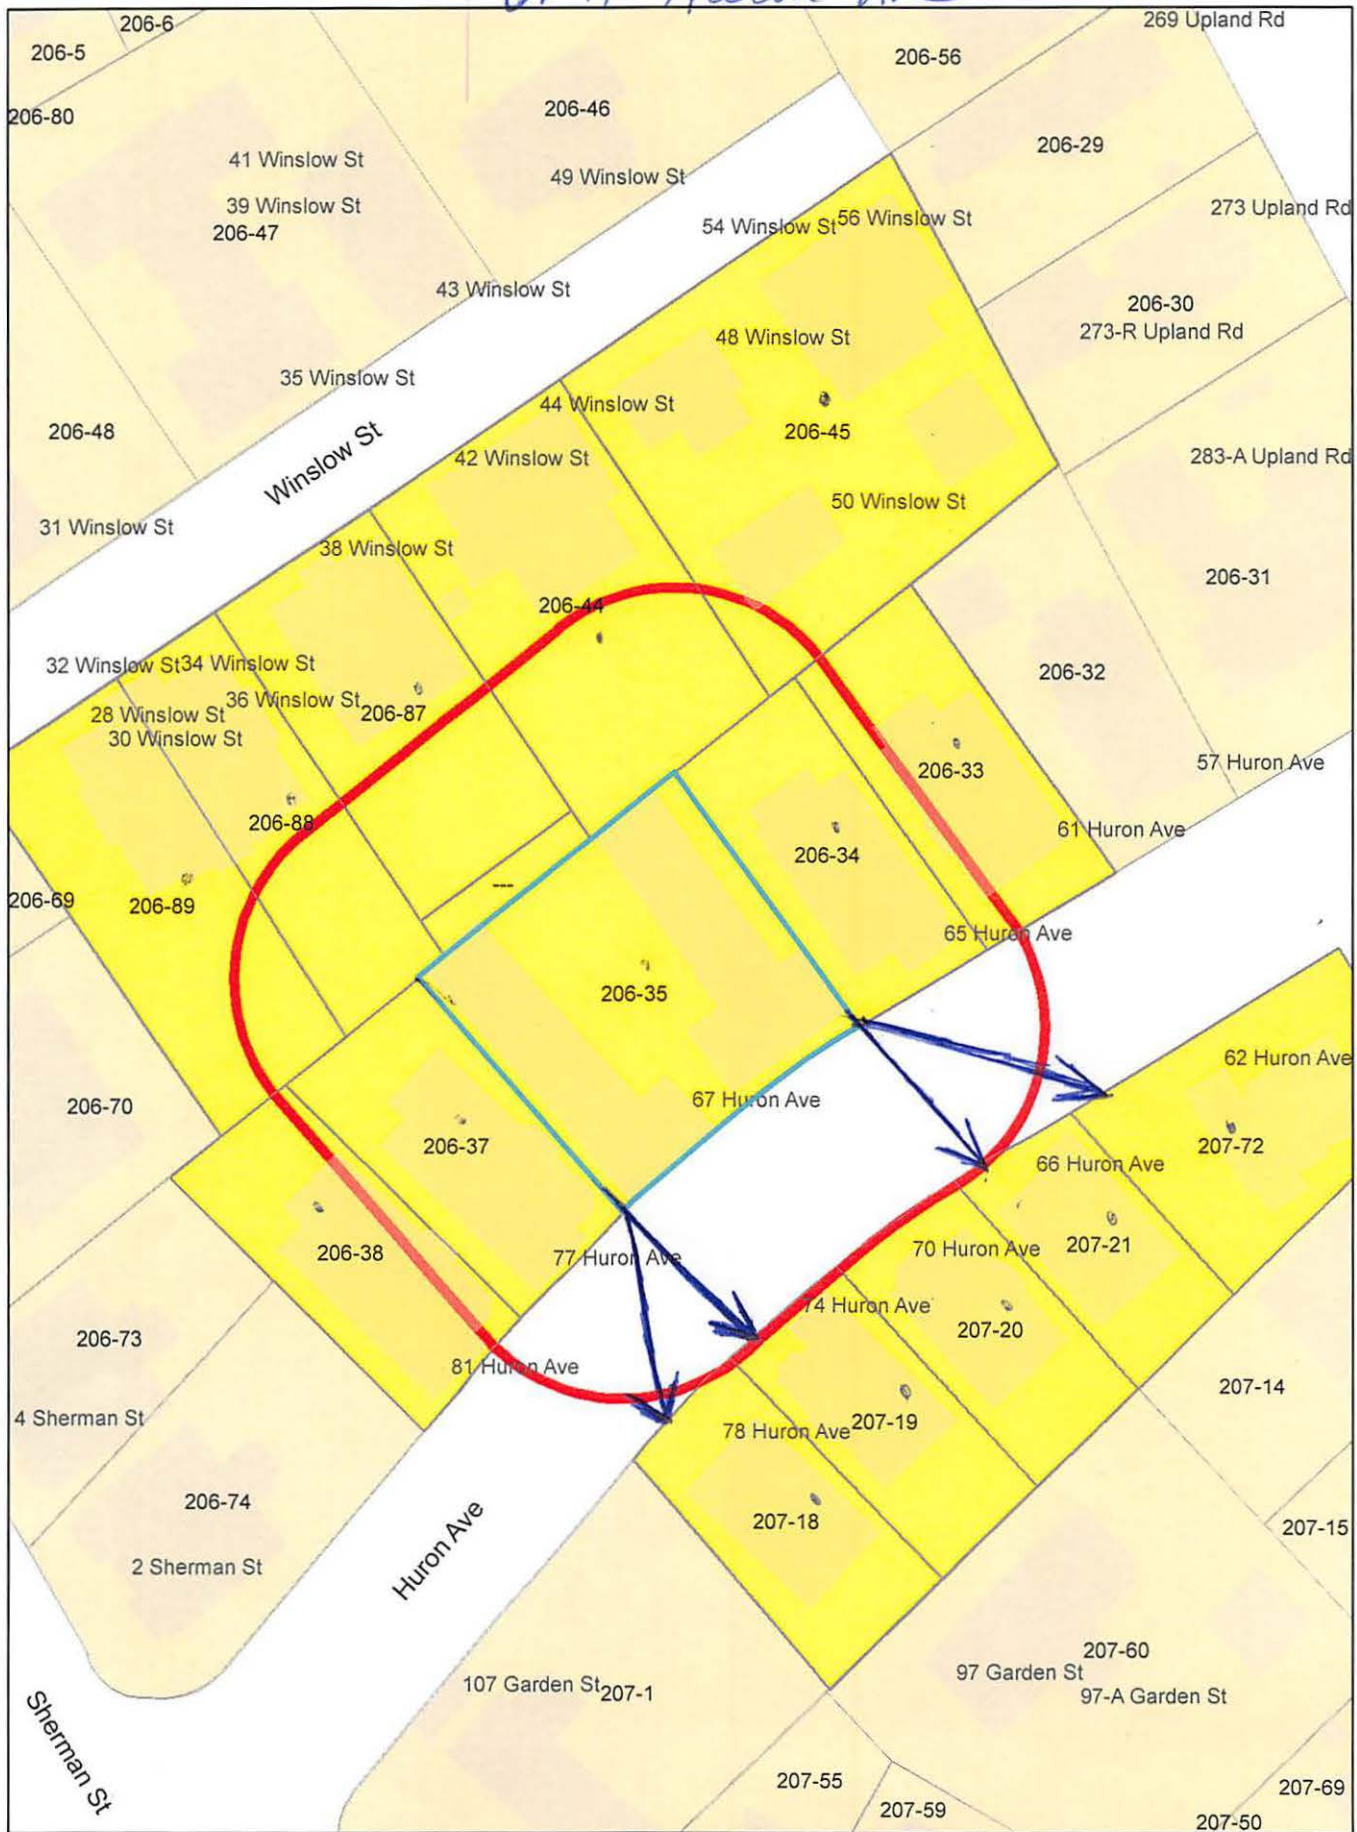 269 Upland Rd
206-6
206-5
206-56
206-80
206-46
206-29
41 Winslow St
49 Winslow St
39 Winslow St
206-47
273 Upland Rd
54 Winslow St
56 Winslow St
43 Winslow St
206-30
273-R Upland Rd
48 Winslow St
35 Winslow St
44 Winslow St
206-48
206-45
Winslow St
42 Winslow St
283-A Upland Rd
50 Winslow St
31 Winslow St
38 Winslow St
206-31
206-44
32 Winslow St
34 Winslow St
206-32
36 Winslow St
28 Winslow St
206-87
30 Winslow St
57 Huron Ave
206-33
206-88
61 Huron Ave
206-34
---
206-69
206-89
65 Huron Ave
206-35
62 Huron Ave
67 Huron Ave
206-70
206-37
207-72
66 Huron Ave
206-38
77 Huron Ave
70 Huron Ave
207-21
74 Huron Ave
207-20
206-73
81 Huron Ave
207-14
4 Sherman St
78 Huron Ave
207-19
206-74
207-18
207-15
Huron Ave
2 Sherman St
207-60
97 Garden St
107 Garden St
207-1
97-A Garden St
Sherman St
207-55
207-69
207-59
207-50